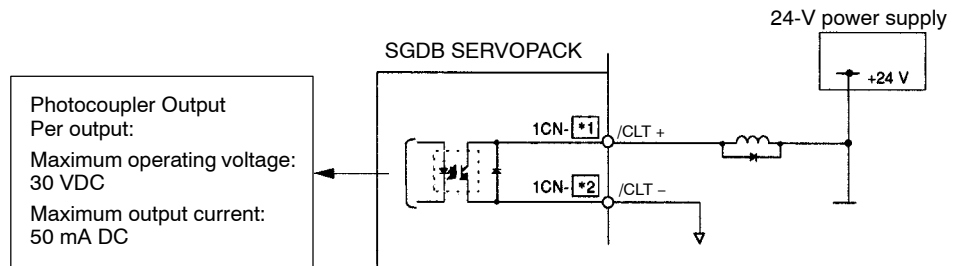 24-V power supply
+24 V
SGDB SERVOPACK
Photocoupler Output
Per output:
Maximum operating voltage:
30 VDC
Maximum output current:
50 mA DC
1CN- *1 /CLT +
1CN- *2 /CLT –